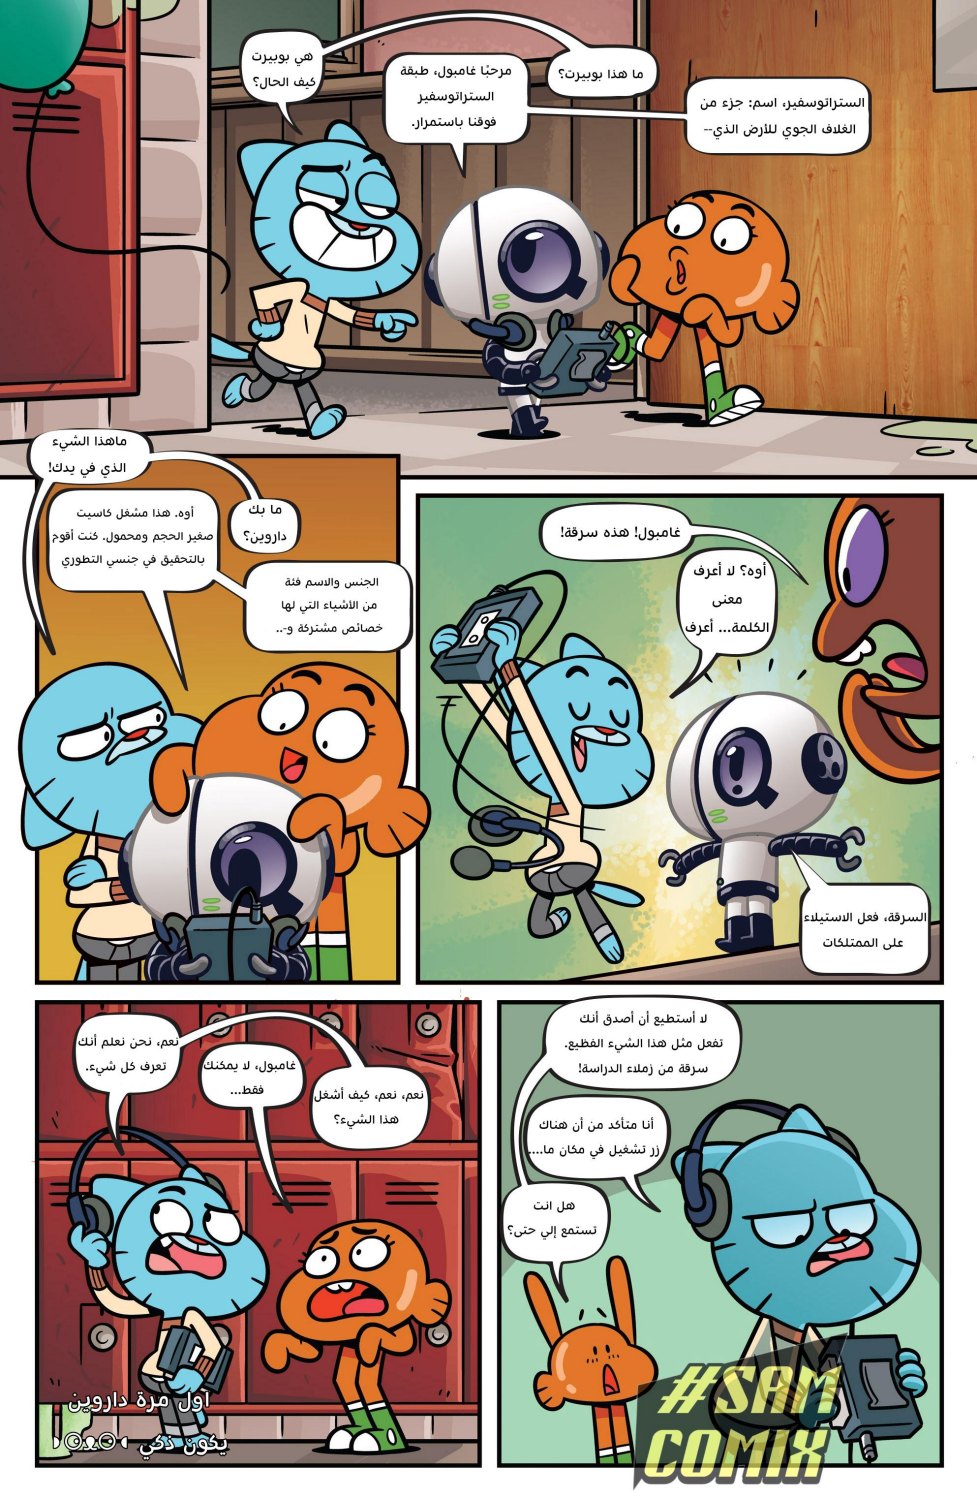 هي بوبيرت
كيف الحال؟
مرحبًا غامبول، طبقة
الستراتوسفير
فوقنا باستمرار.
ما هذا بوبيرت؟
الستراتوسفير، اسم: جزء من
الغلاف الجوي للأرض الذي--
ماهذا الشيء
الذي في يدك!
أوه. هذا مشغل كاسيت
صغير الحجم ومحمول. كنت أقوم
بالتحقيق في جنسي التطوري
ما بك
داروين؟
الجنس والاسم فئة
من الأشياء التي لها
خصائص مشتركة و-..
غامبول! هذه سرقة!
أوه؟ لا أعرف
معنى
الكلمة... أعرف
السرقة، فعل الاستيلاء
على الممتلكات
نعم، نحن نعلم أنك
تعرف كل شيء.
غامبول، لا يمكنك
فقط...
نعم، نعم، كيف أشغل
هذا الشيء؟
اول مرة داروين
يكون ذكي
لا أستطيع أن أصدق أنك
تفعل مثل هذا الشيء الفظيع.
سرقة من زملاء الدراسة!
أنا متأكد من أن هناك
زر تشغيل في مكان ما....
هل انت
تستمع إلي حتى؟
#SAM
COMIX